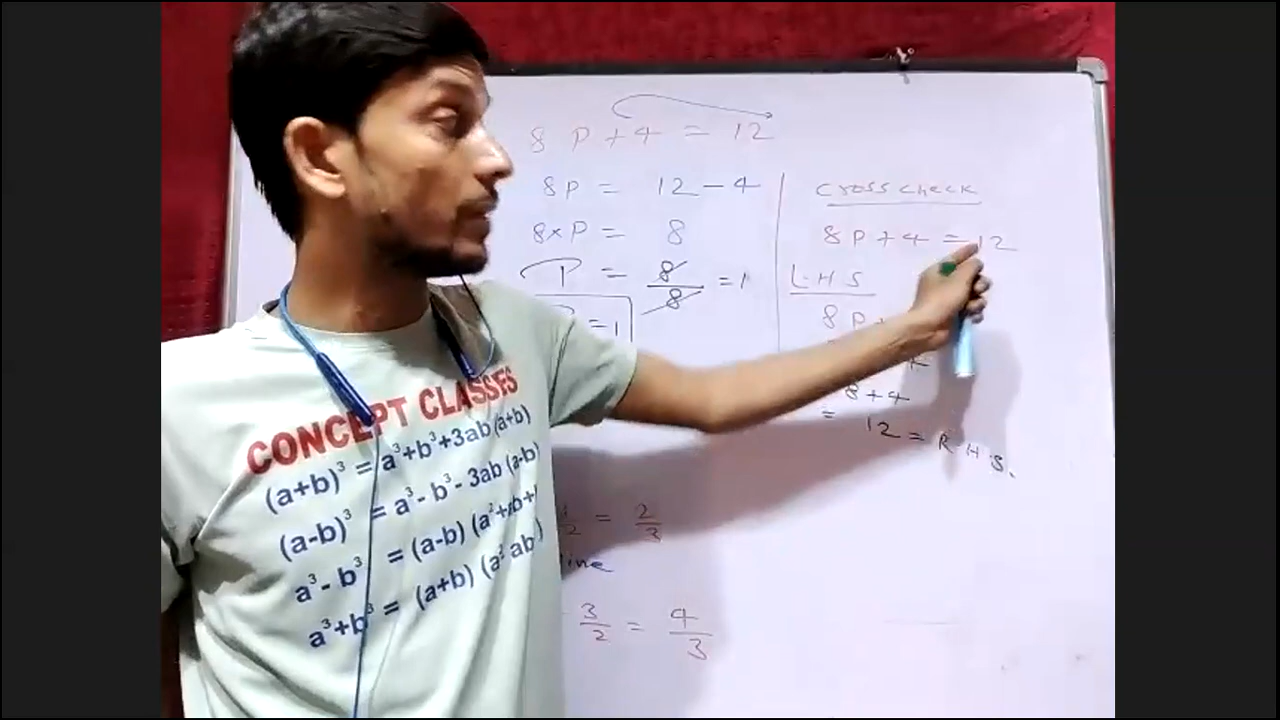 8 P + 4 = 12
8P = 12 - 4
8×P = 8
P = 8/8 = 1
= 1
cross check
8 P + 4 = 12
L·H S
8 P +
8 + 4
= 12 = R·H·S.
= 2/3
3/2 = 4/3
CONCEPT CLASSES
(a+b)³ = a³+b³+3ab (a+b)
(a-b)³ = a³-b³-3ab (a-b)
a³-b³ = (a-b) (a²+
a³+b³ = (a+b)